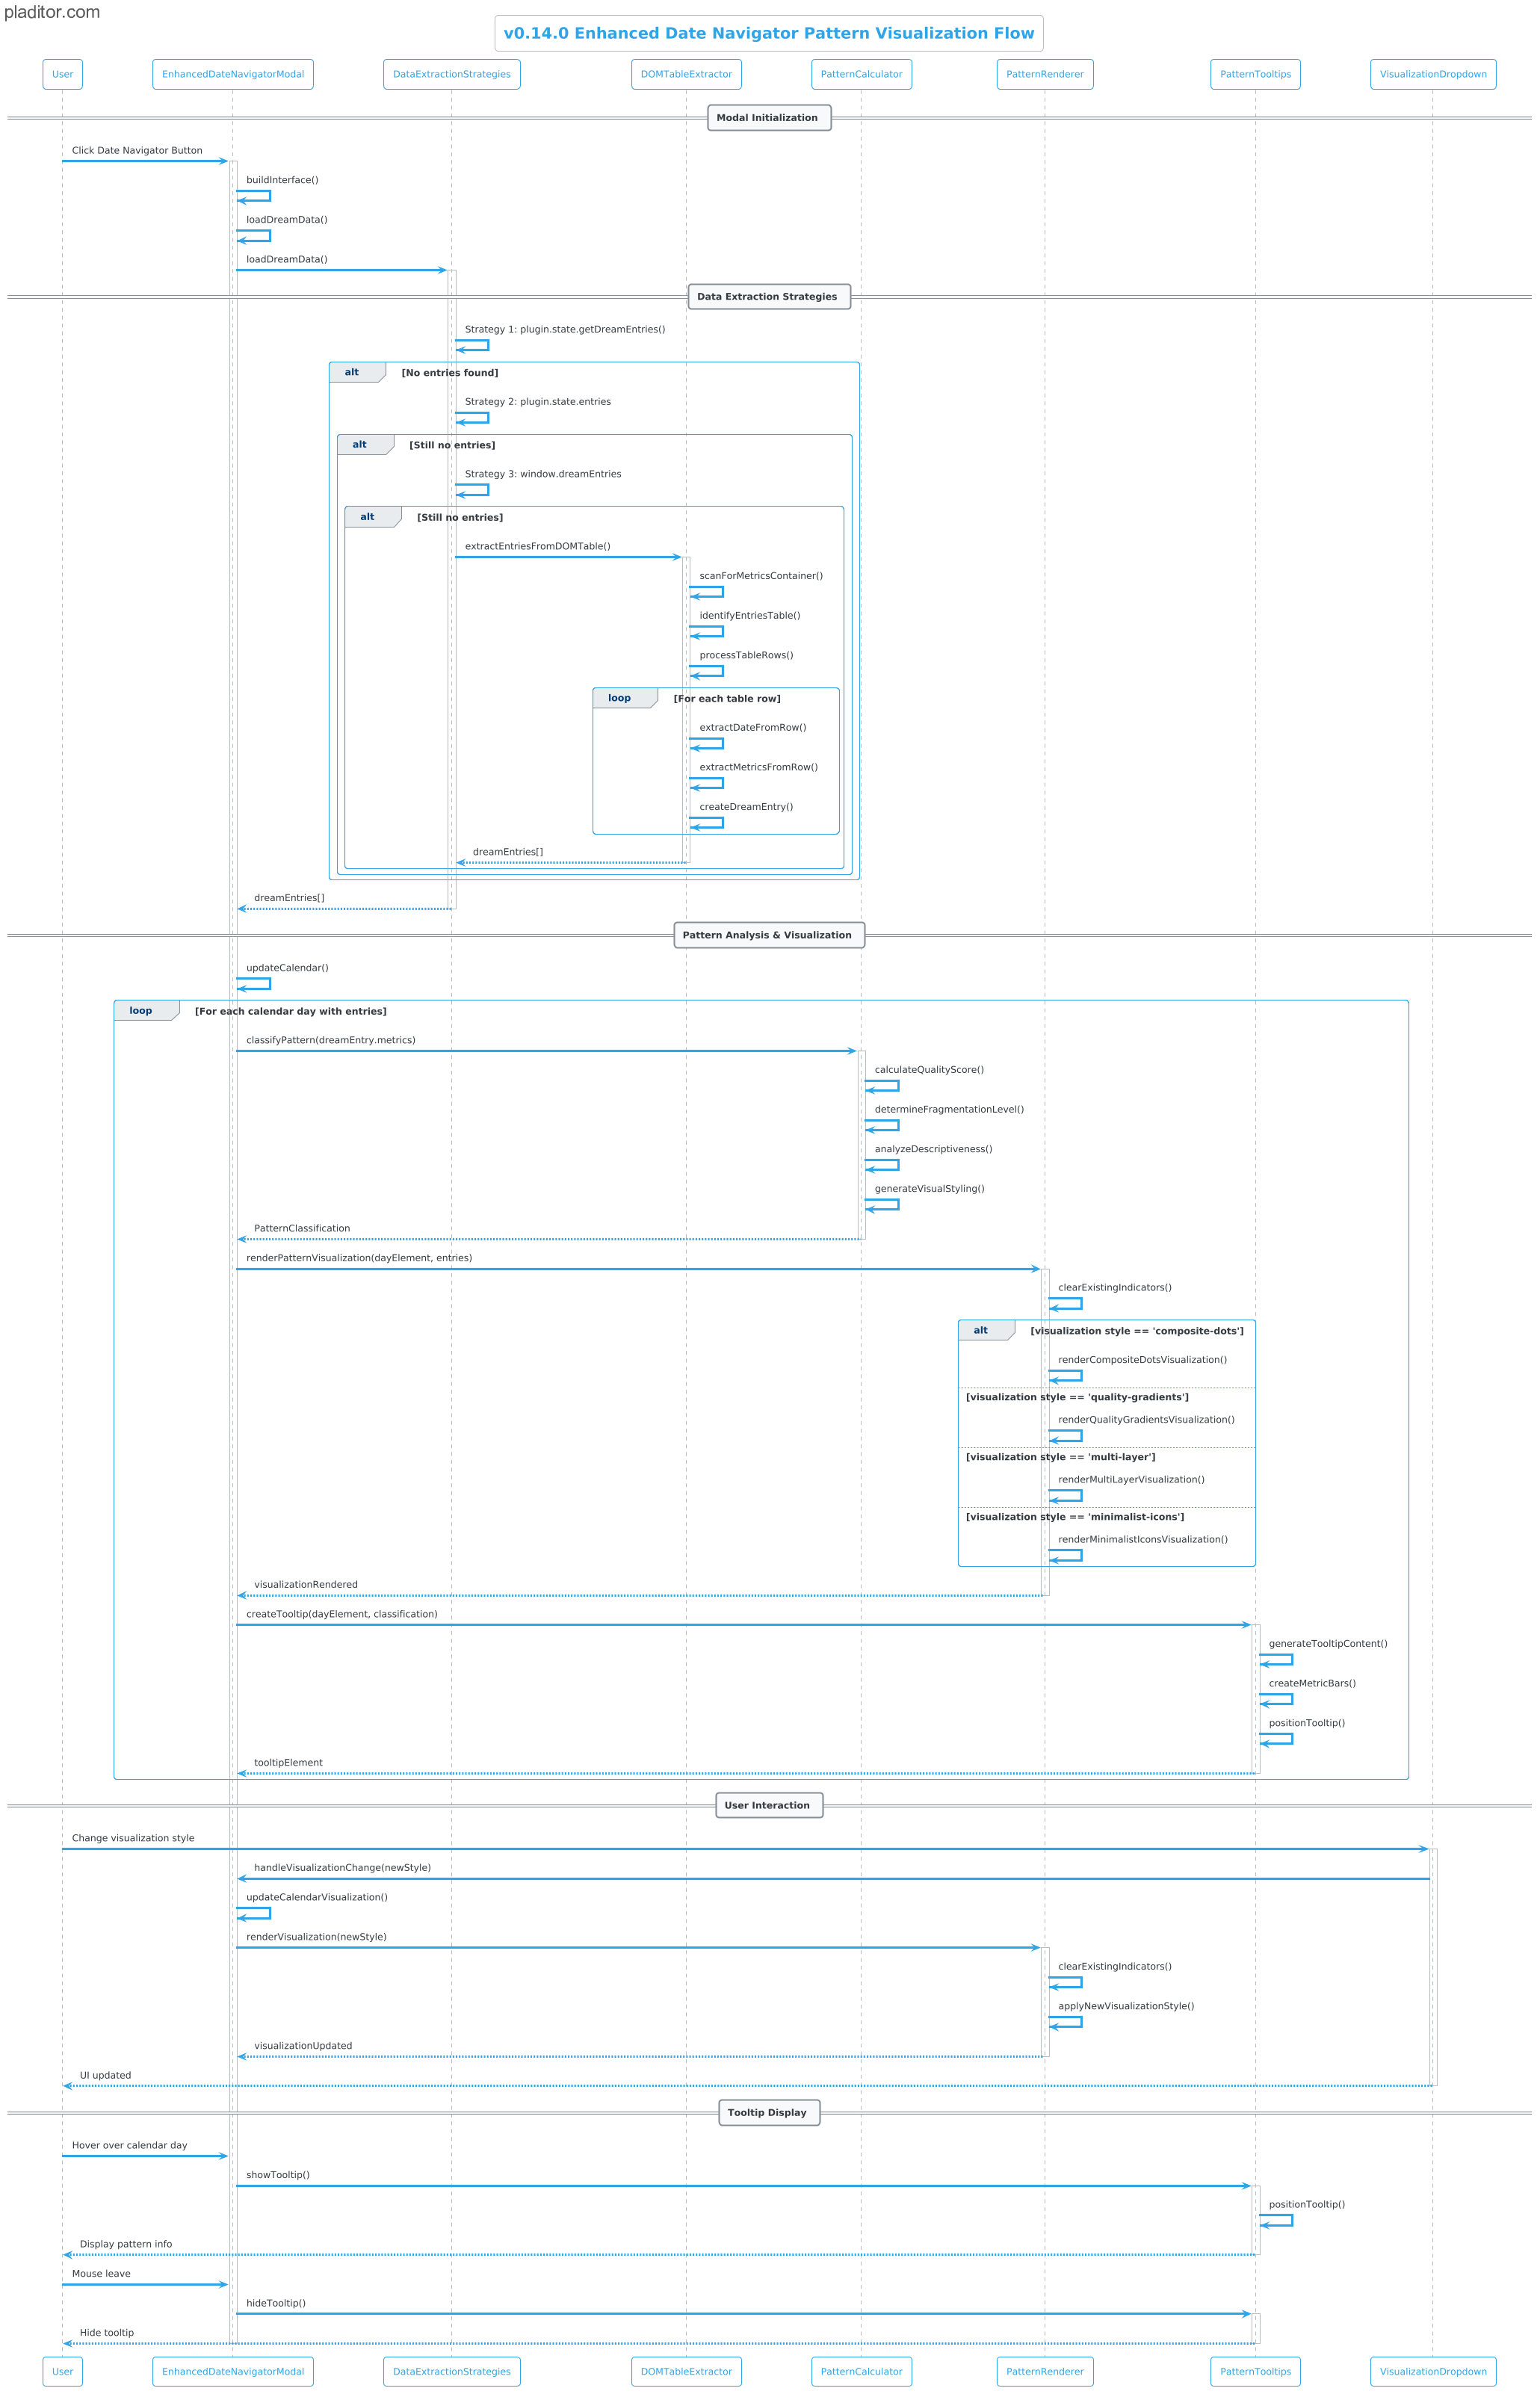 pladitor.com
v0.14.0 Enhanced Date Navigator Pattern Visualization Flow
User
EnhancedDateNavigatorModal
DataExtractionStrategies
DOMTableExtractor
PatternCalculator
PatternRenderer
PatternTooltips
VisualizationDropdown
Modal Initialization
Click Date Navigator Button
buildInterface()
loadDreamData()
loadDreamData()
Data Extraction Strategies
Strategy 1: plugin.state.getDreamEntries()
alt
[No entries found]
Strategy 2: plugin.state.entries
alt
[Still no entries]
Strategy 3: window.dreamEntries
alt
[Still no entries]
extractEntriesFromDOMTable()
scanForMetricsContainer()
identifyEntriesTable()
processTableRows()
loop
[For each table row]
extractDateFromRow()
extractMetricsFromRow()
createDreamEntry()
dreamEntries[]
dreamEntries[]
Pattern Analysis & Visualization
updateCalendar()
loop
[For each calendar day with entries]
classifyPattern(dreamEntry.metrics)
calculateQualityScore()
determineFragmentationLevel()
analyzeDescriptiveness()
generateVisualStyling()
PatternClassification
renderPatternVisualization(dayElement, entries)
clearExistingIndicators()
alt
[visualization style == 'composite-dots']
renderCompositeDotsVisualization()
[visualization style == 'quality-gradients']
renderQualityGradientsVisualization()
[visualization style == 'multi-layer']
renderMultiLayerVisualization()
[visualization style == 'minimalist-icons']
renderMinimalistIconsVisualization()
visualizationRendered
createTooltip(dayElement, classification)
generateTooltipContent()
createMetricBars()
positionTooltip()
tooltipElement
User Interaction
Change visualization style
handleVisualizationChange(newStyle)
updateCalendarVisualization()
renderVisualization(newStyle)
clearExistingIndicators()
applyNewVisualizationStyle()
visualizationUpdated
UI updated
Tooltip Display
Hover over calendar day
showTooltip()
positionTooltip()
Display pattern info
Mouse leave
hideTooltip()
Hide tooltip
User
EnhancedDateNavigatorModal
DataExtractionStrategies
DOMTableExtractor
PatternCalculator
PatternRenderer
PatternTooltips
VisualizationDropdown